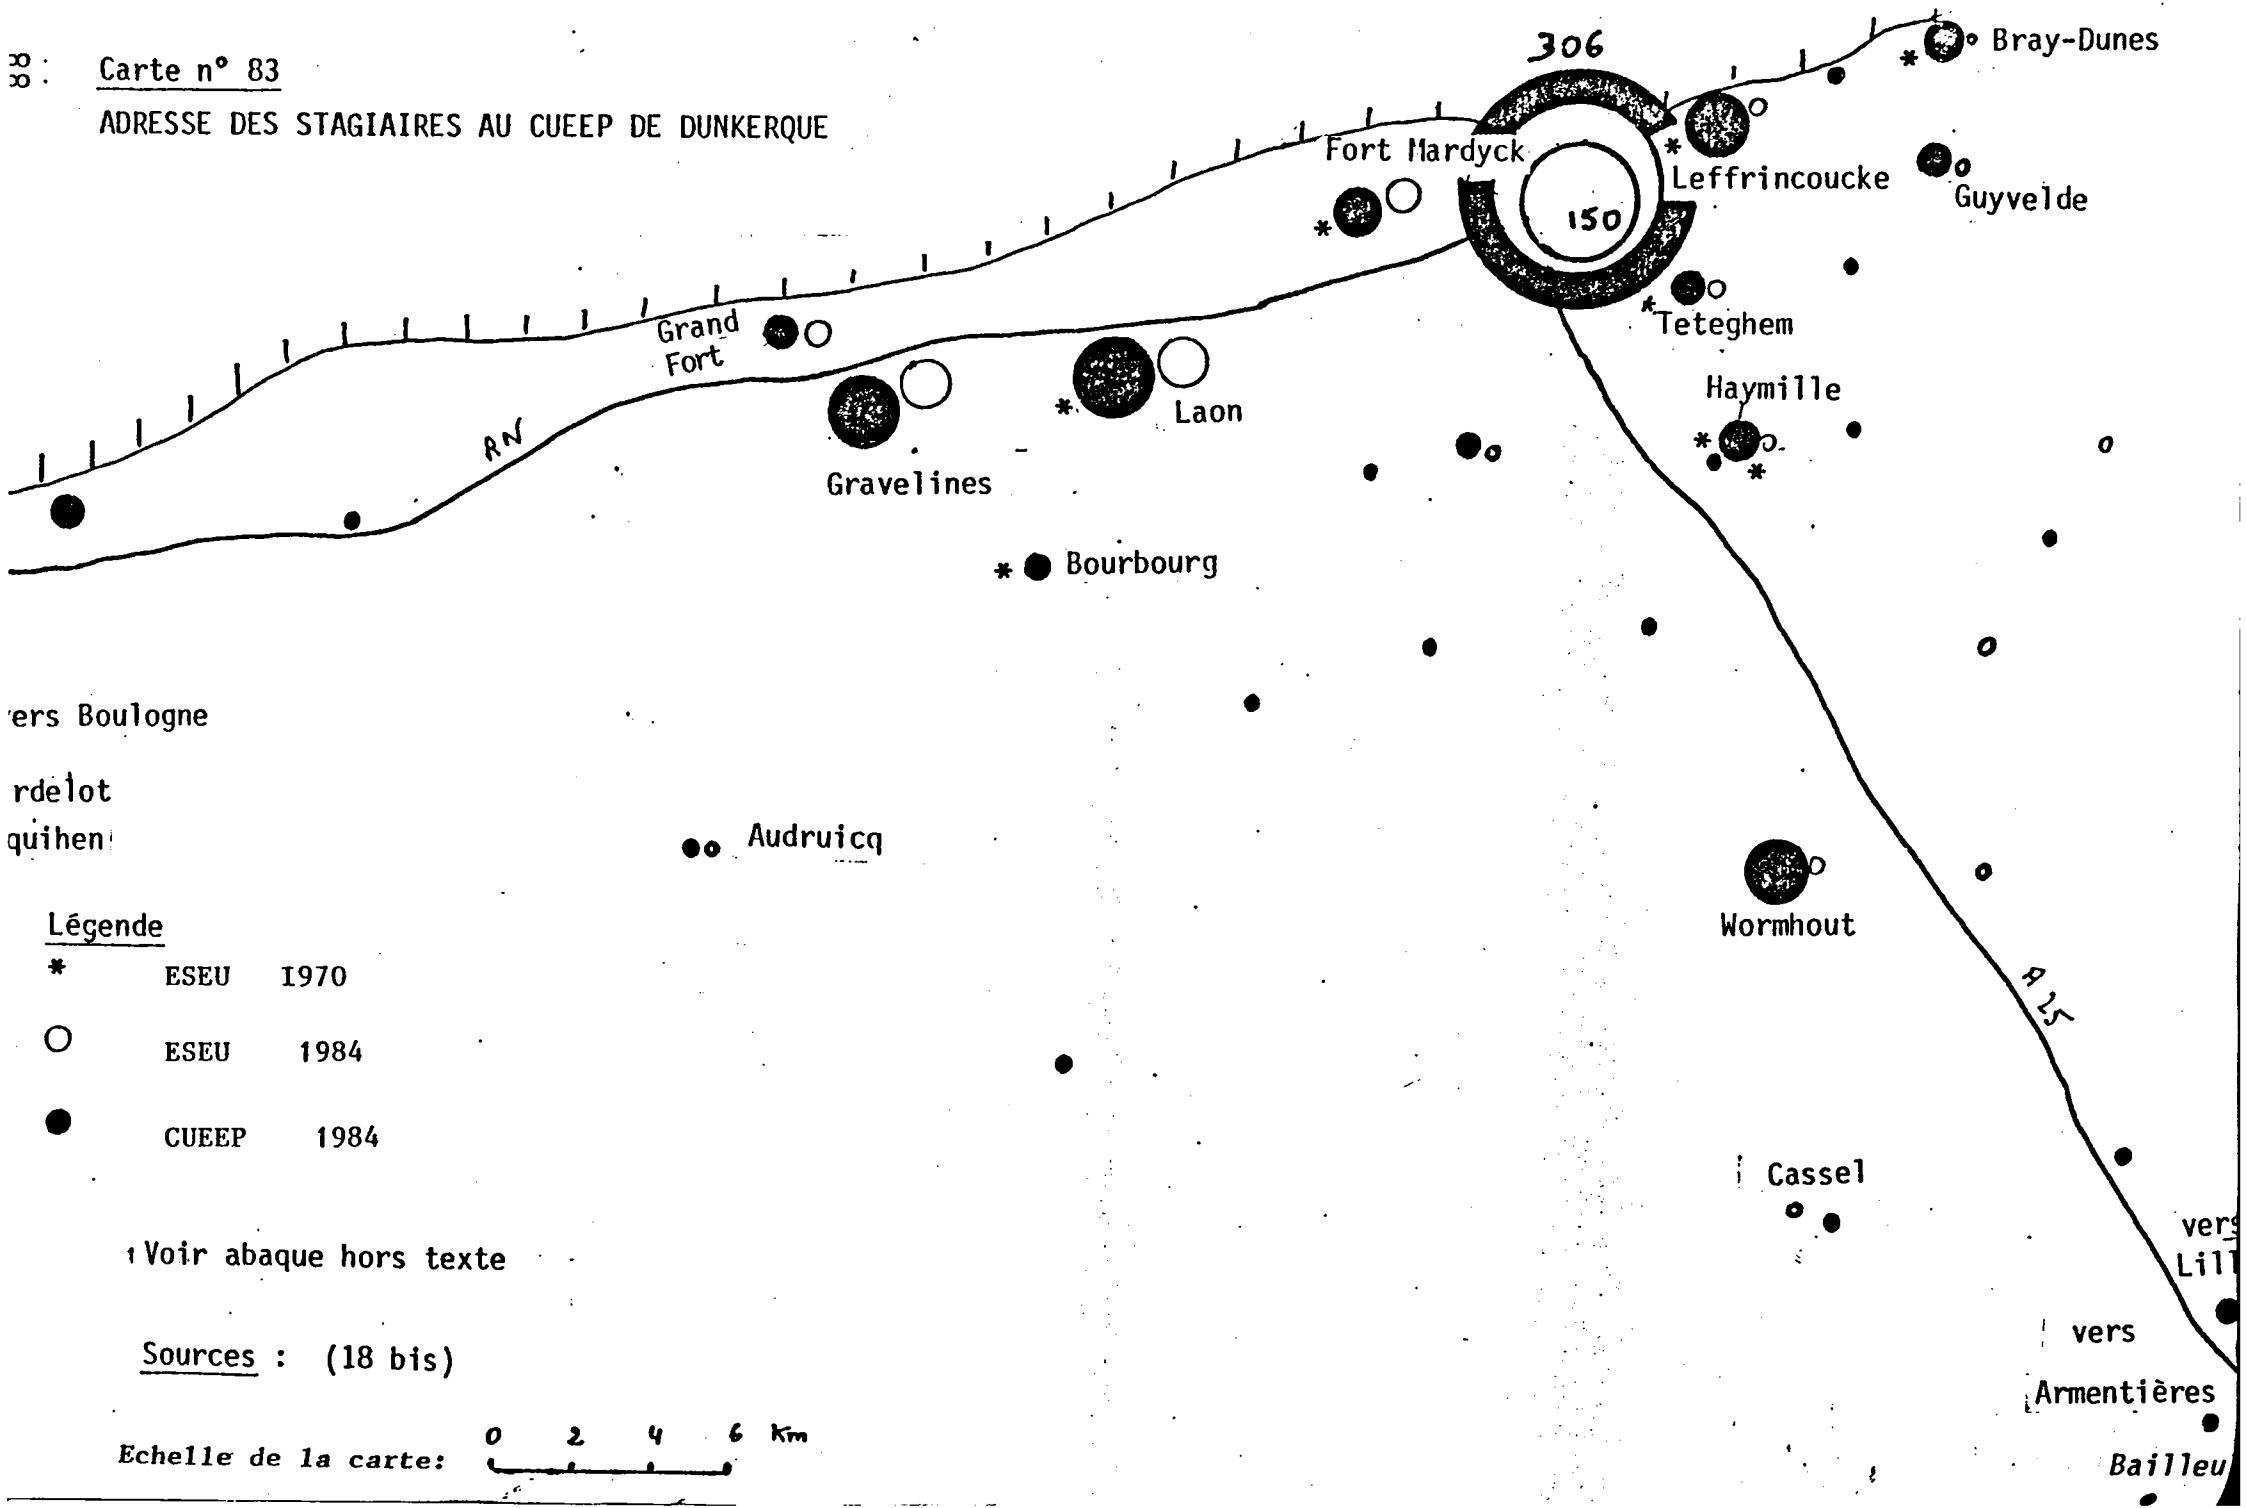 Carte n° 83
ADRESSE DES STAGIAIRES AU CUEEP DE DUNKERQUE
306
150
Bray-Dunes
Fort Mardyck
Leffrincoucke
Guyvelde
Teteghem
Grand
Fort
Haymille
Laon
RN
Gravelines
Bourbourg
ers Boulogne
rdelot
quihen
Audruicq
Wormhout
A 25
Légende
* ESEU I970
ESEU 1984
CUEEP 1984
Cassel
Voir abaque hors texte
vers
Lill
vers
Armentières
Sources : (18 bis)
Bailleu
Echelle de la carte: 0 2 4 6 Km